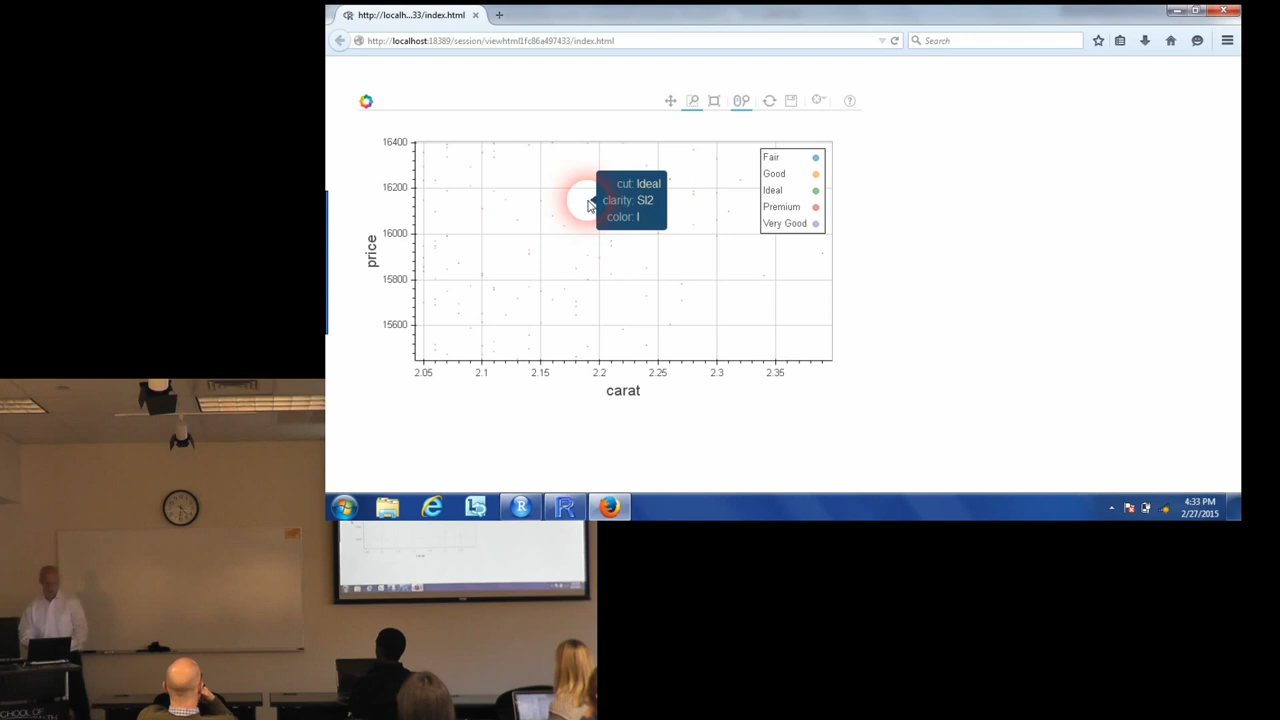 http://localh...33/index.html
http://localhost:18389/session/viewhtml1fc86a497433/index.html
Search
16400
16200
16000
15800
15600
price
cut: Ideal
clarity: SI2
color: I
Fair
Good
Ideal
Premium
Very Good
2.05 2.1 2.15 2.2 2.25 2.3 2.35
carat
4:33 PM
2/27/2015
SCHOOL OF